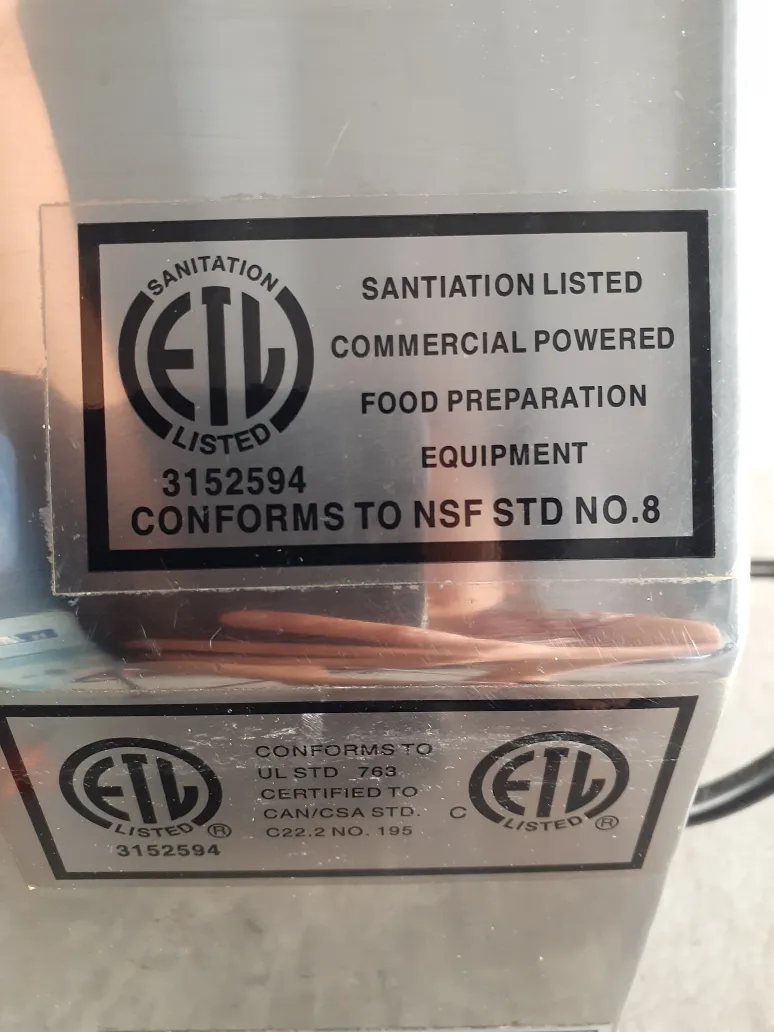 SANITATION
ETL
LISTED
3152594
SANTIATION LISTED
COMMERCIAL POWERED
FOOD PREPARATION
EQUIPMENT
CONFORMS TO NSF STD NO.8
ETL
LISTED ®
3152594
CONFORMS TO
UL STD 763
CERTIFIED TO
CAN/CSA STD.
C22.2 NO. 195
C ETL
LISTED ®